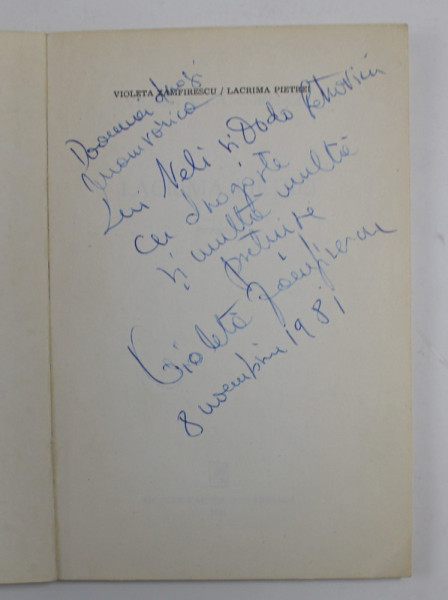 VIOLETA ZAMFIRESCU / LACRIMA PIETREI
Lui Neli și Dodo Petrovici
cu dragoste
și multă multă
prețuire
Violeta Zamfirescu
8 noembrie 1981